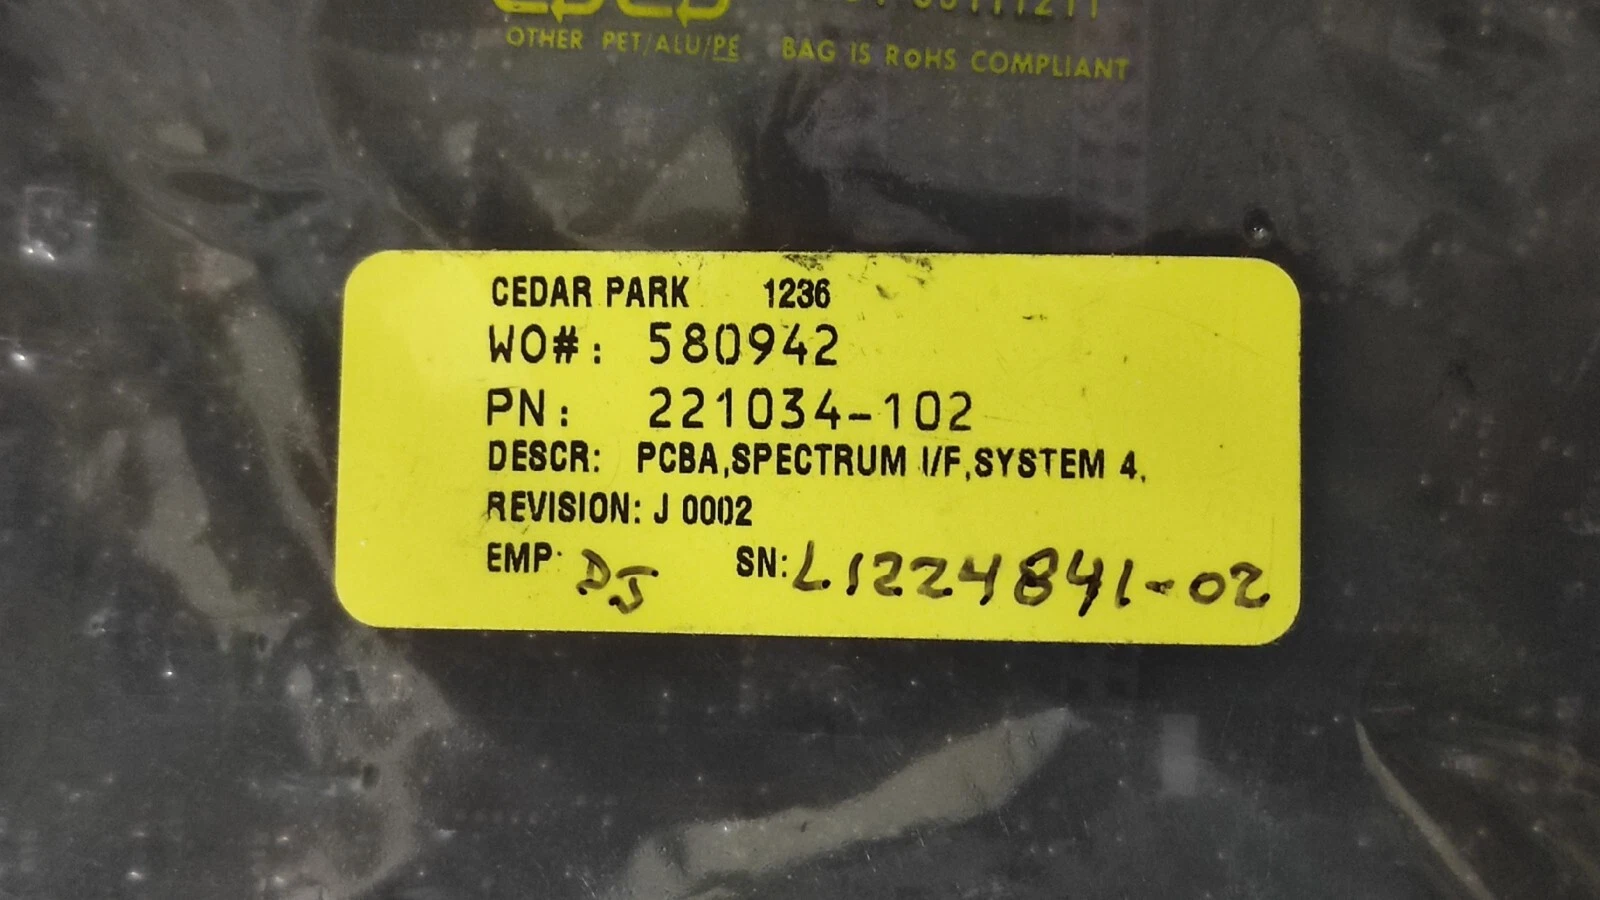 OTHER PET/ALU/PE BAG IS RoHS COMPLIANT
CEDAR PARK 1236
WO#: 580942
PN: 221034-102
DESCR: PCBA,SPECTRUM I/F,SYSTEM 4,
REVISION: J 0002
EMP: DJ SN: L1224841-02